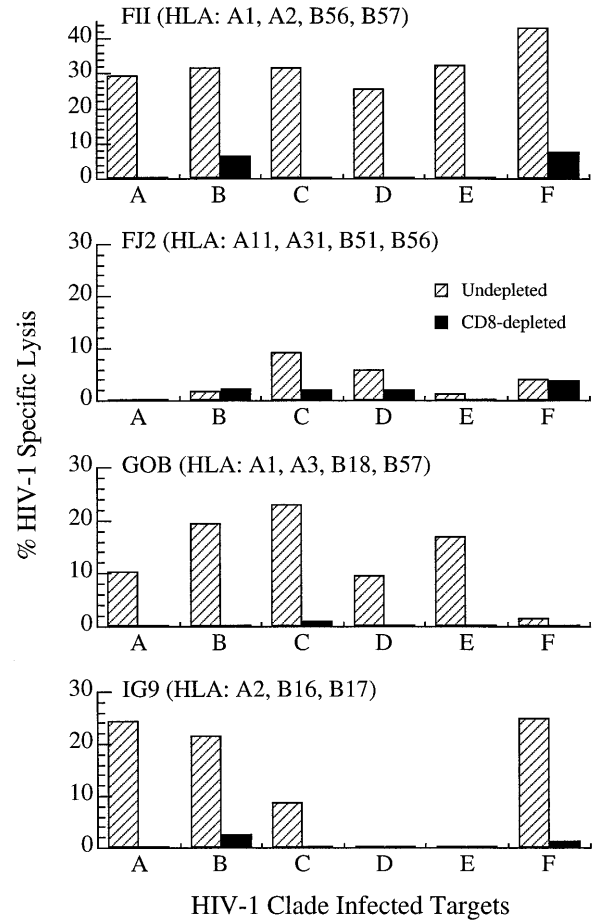 FII (HLA: A1, A2, B56, B57)
40
30
20
10
0
A B C D E F
FJ2 (HLA: A11, A31, B51, B56)
30
20
10
0
Undepleted
CD8-depleted
A B C D E F
% HIV-1 Specific Lysis
GOB (HLA: A1, A3, B18, B57)
30
20
10
0
A B C D E F
IG9 (HLA: A2, B16, B17)
30
20
10
0
A B C D E F
HIV-1 Clade Infected Targets